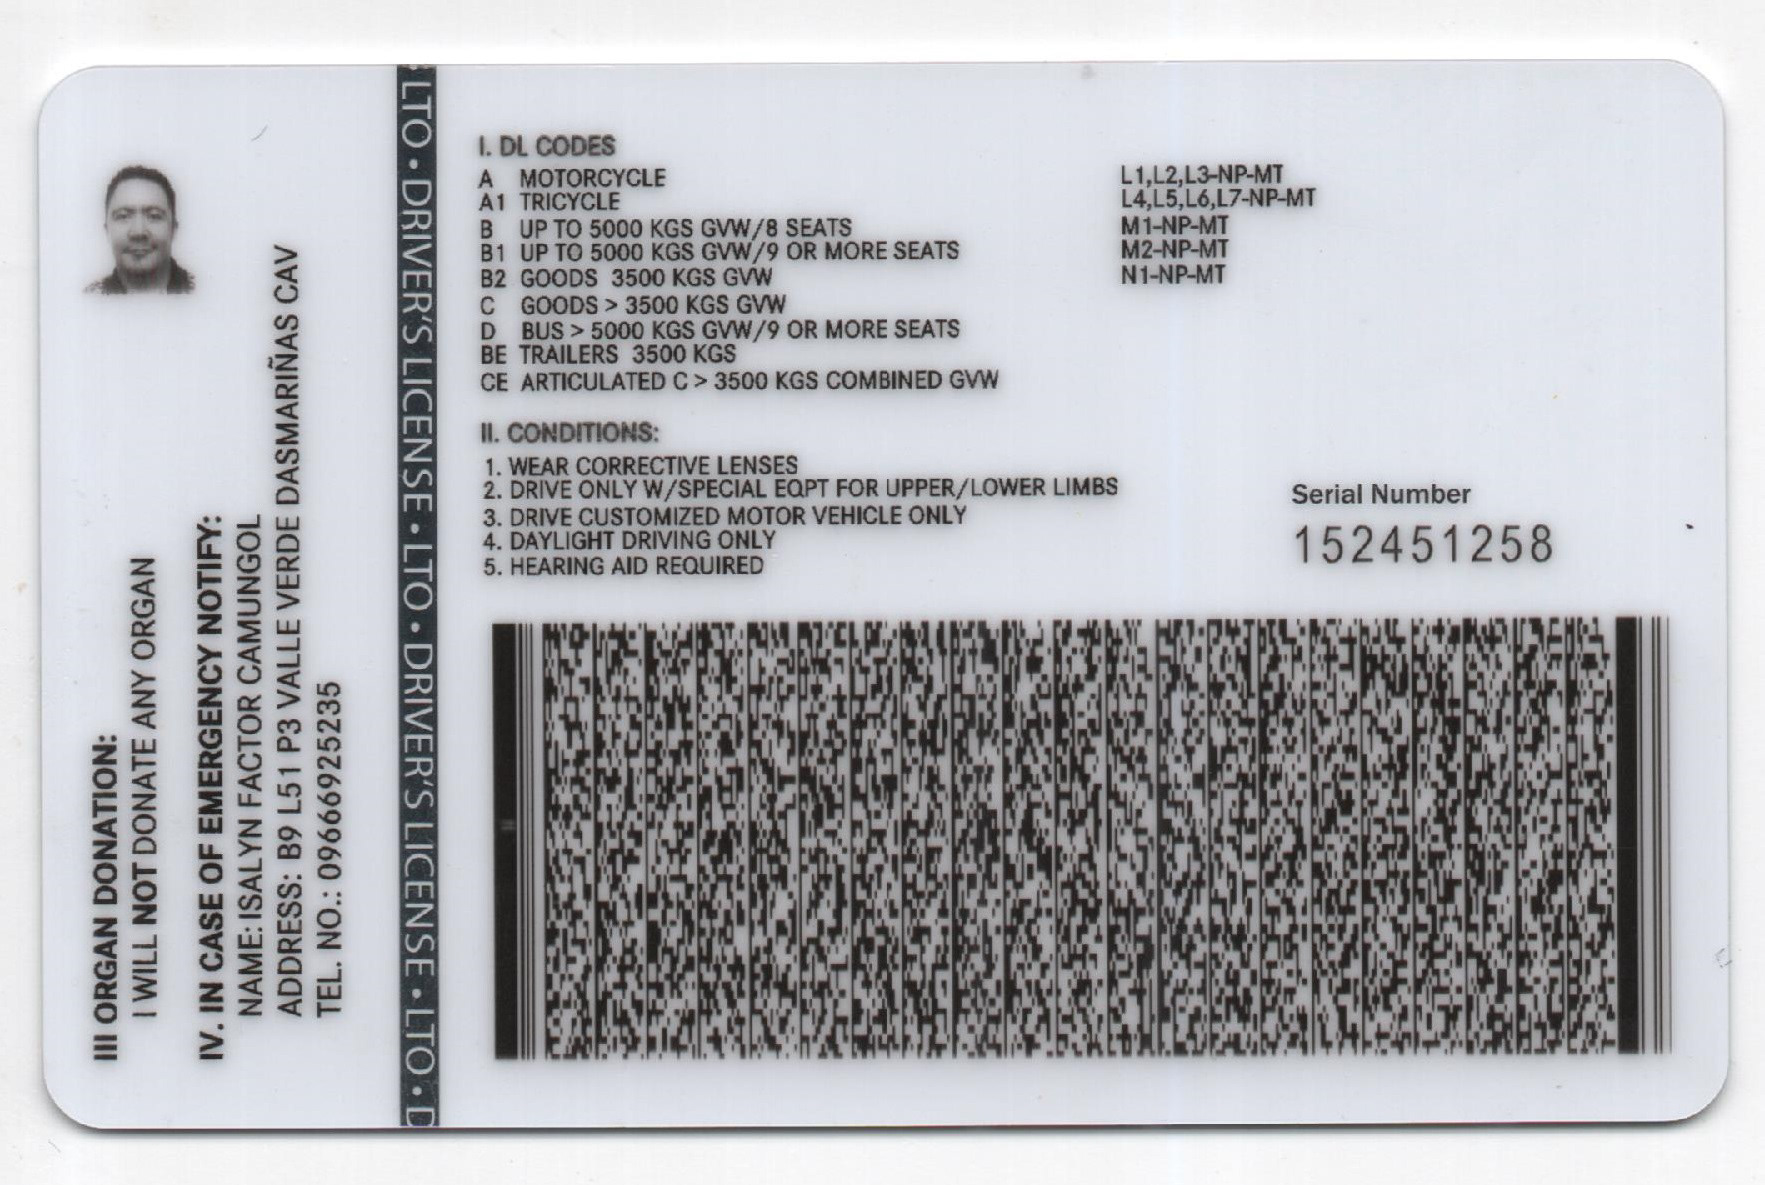 III ORGAN DONATION:
I WILL NOT DONATE ANY ORGAN
IV. IN CASE OF EMERGENCY NOTIFY:
NAME: ISALYN FACTOR CAMUNGOL
ADDRESS: B9 L51 P3 VALLE VERDE DASMARIÑAS CAV
TEL. NO.: 09666925235
LTO • DRIVER'S LICENSE • LTO • DRIVER'S LICENSE • LTO • D
I. DL CODES
A MOTORCYCLE L1,L2,L3-NP-MT
A1 TRICYCLE L4,L5,L6,L7-NP-MT
B UP TO 5000 KGS GVW/8 SEATS M1-NP-MT
B1 UP TO 5000 KGS GVW/9 OR MORE SEATS M2-NP-MT
B2 GOODS 3500 KGS GVW N1-NP-MT
C GOODS > 3500 KGS GVW
D BUS > 5000 KGS GVW/9 OR MORE SEATS
BE TRAILERS 3500 KGS
CE ARTICULATED C > 3500 KGS COMBINED GVW
II. CONDITIONS:
1. WEAR CORRECTIVE LENSES
2. DRIVE ONLY W/SPECIAL EQPT FOR UPPER/LOWER LIMBS
3. DRIVE CUSTOMIZED MOTOR VEHICLE ONLY
4. DAYLIGHT DRIVING ONLY
5. HEARING AID REQUIRED
Serial Number
152451258